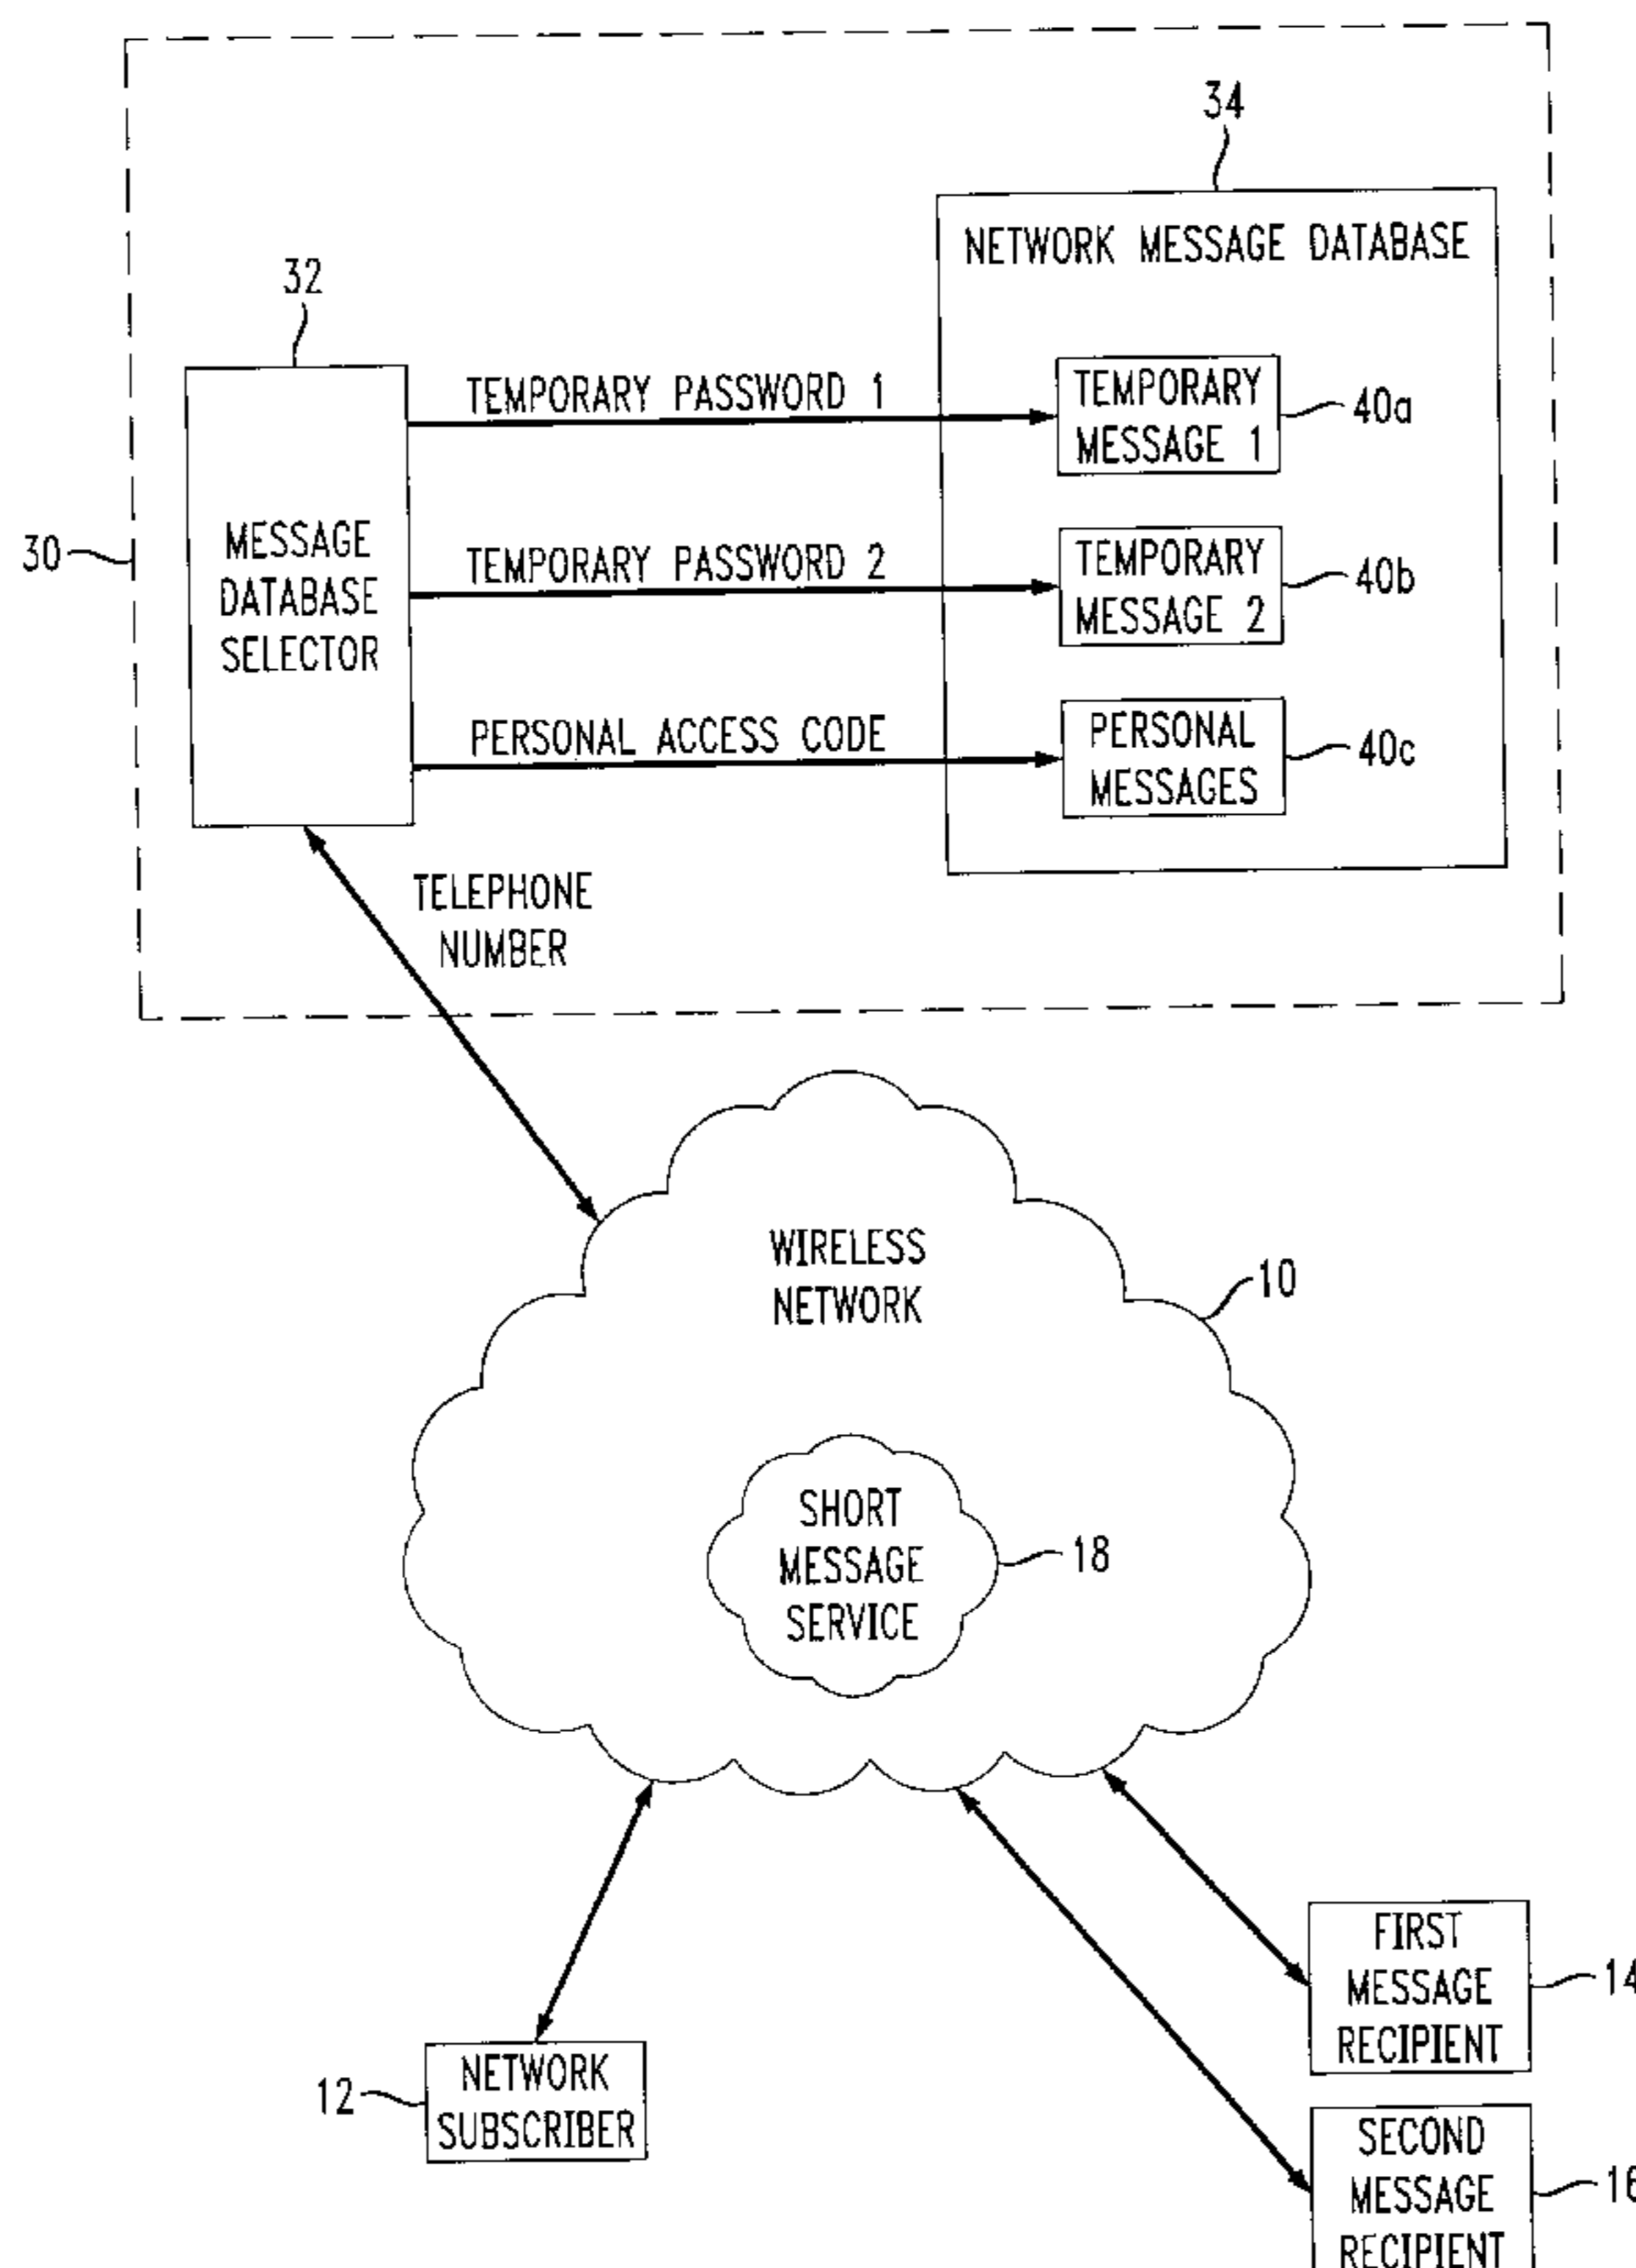 34
NETWORK MESSAGE DATABASE
32
TEMPORARY PASSWORD 1
TEMPORARY
MESSAGE 1
40a
30
MESSAGE
DATABASE
SELECTOR
TEMPORARY PASSWORD 2
TEMPORARY
MESSAGE 2
40b
PERSONAL ACCESS CODE
PERSONAL
MESSAGES
40c
TELEPHONE
NUMBER
WIRELESS
NETWORK
10
SHORT
MESSAGE
SERVICE
18
FIRST
MESSAGE
RECIPIENT
14
12
NETWORK
SUBSCRIBER
SECOND
MESSAGE
RECIPIENT
16